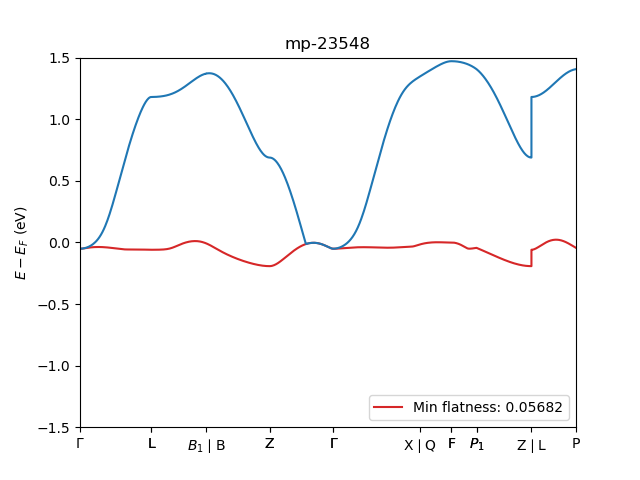 mp-23548
1.5
1.0
0.5
0.0
−0.5
−1.0
−1.5
E − E_F (eV)
Γ L B₁ | B Z Γ X | Q F P₁ Z | L P
Min flatness: 0.05682